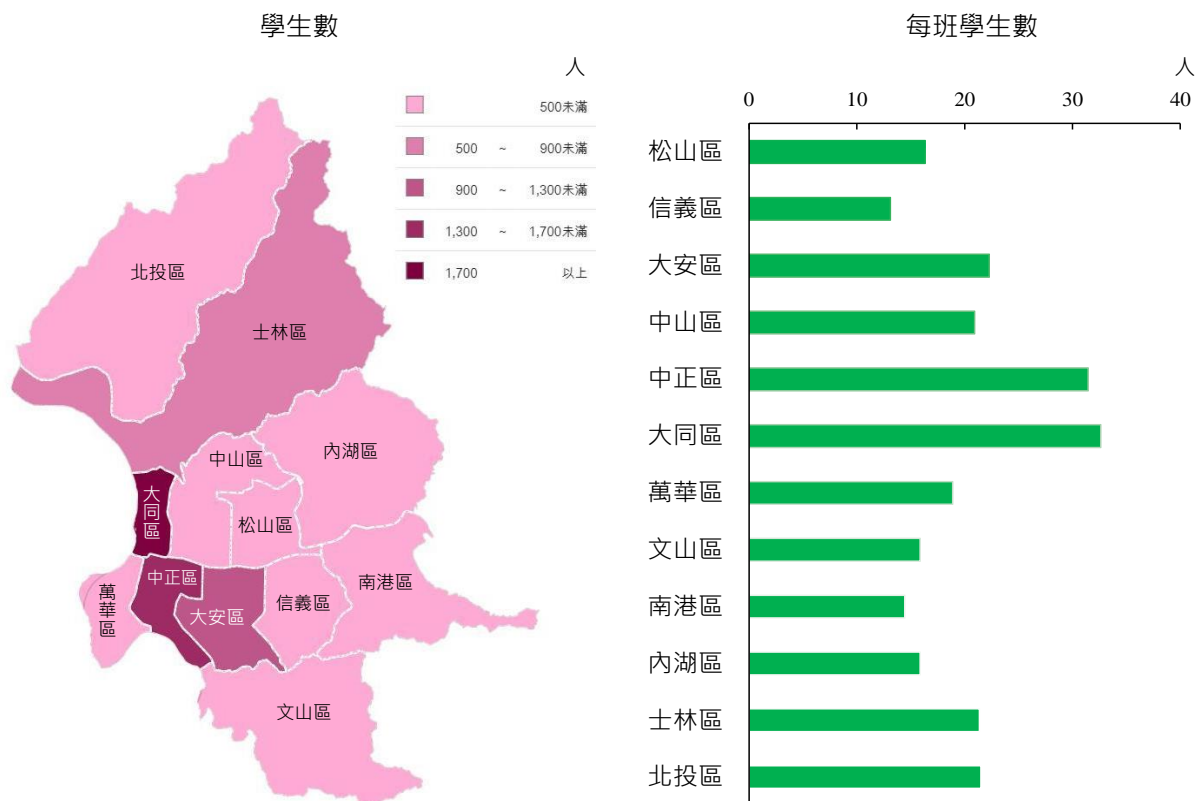 學生數
人
500未滿
500 ~ 900未滿
900 ~ 1,300未滿
1,300 ~ 1,700未滿
1,700 以上
北投區
士林區
內湖區
中山區
大同區
松山區
中正區
南港區
萬華區
大安區
信義區
文山區
每班學生數
人
0 10 20 30 40
松山區
信義區
大安區
中山區
中正區
大同區
萬華區
文山區
南港區
內湖區
士林區
北投區